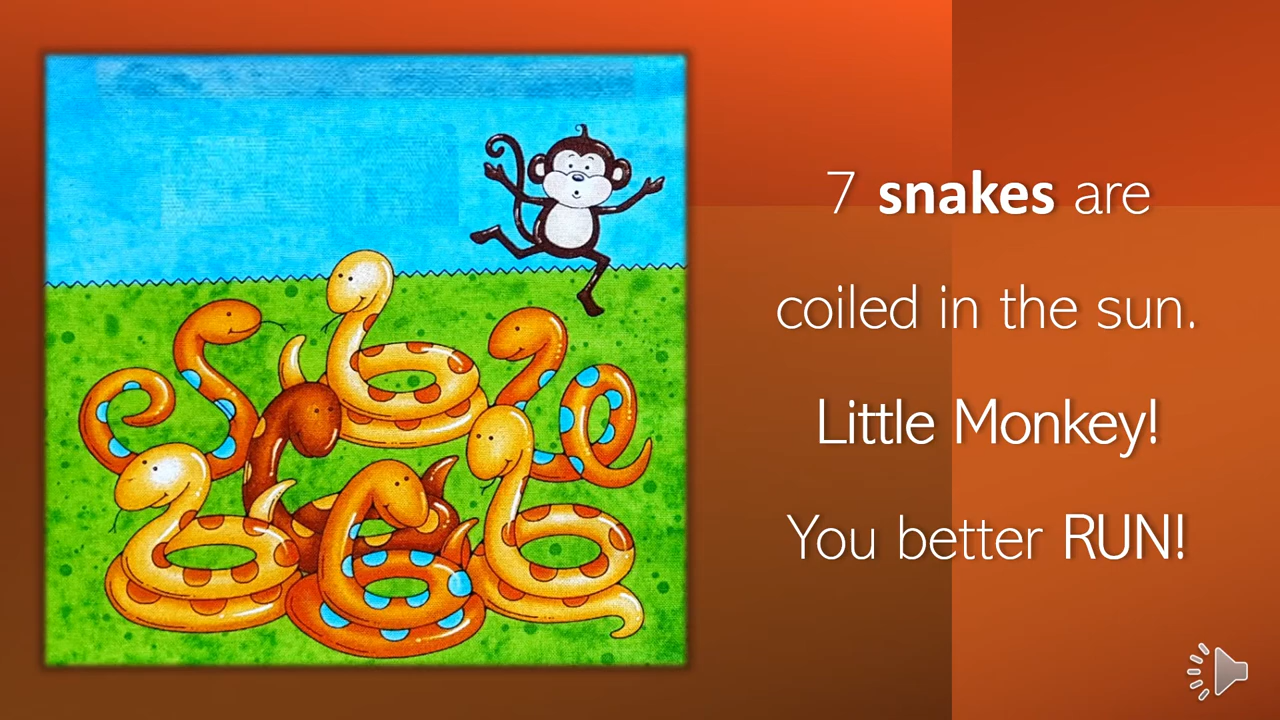 7 snakes are
coiled in the sun.
Little Monkey!
You better RUN!